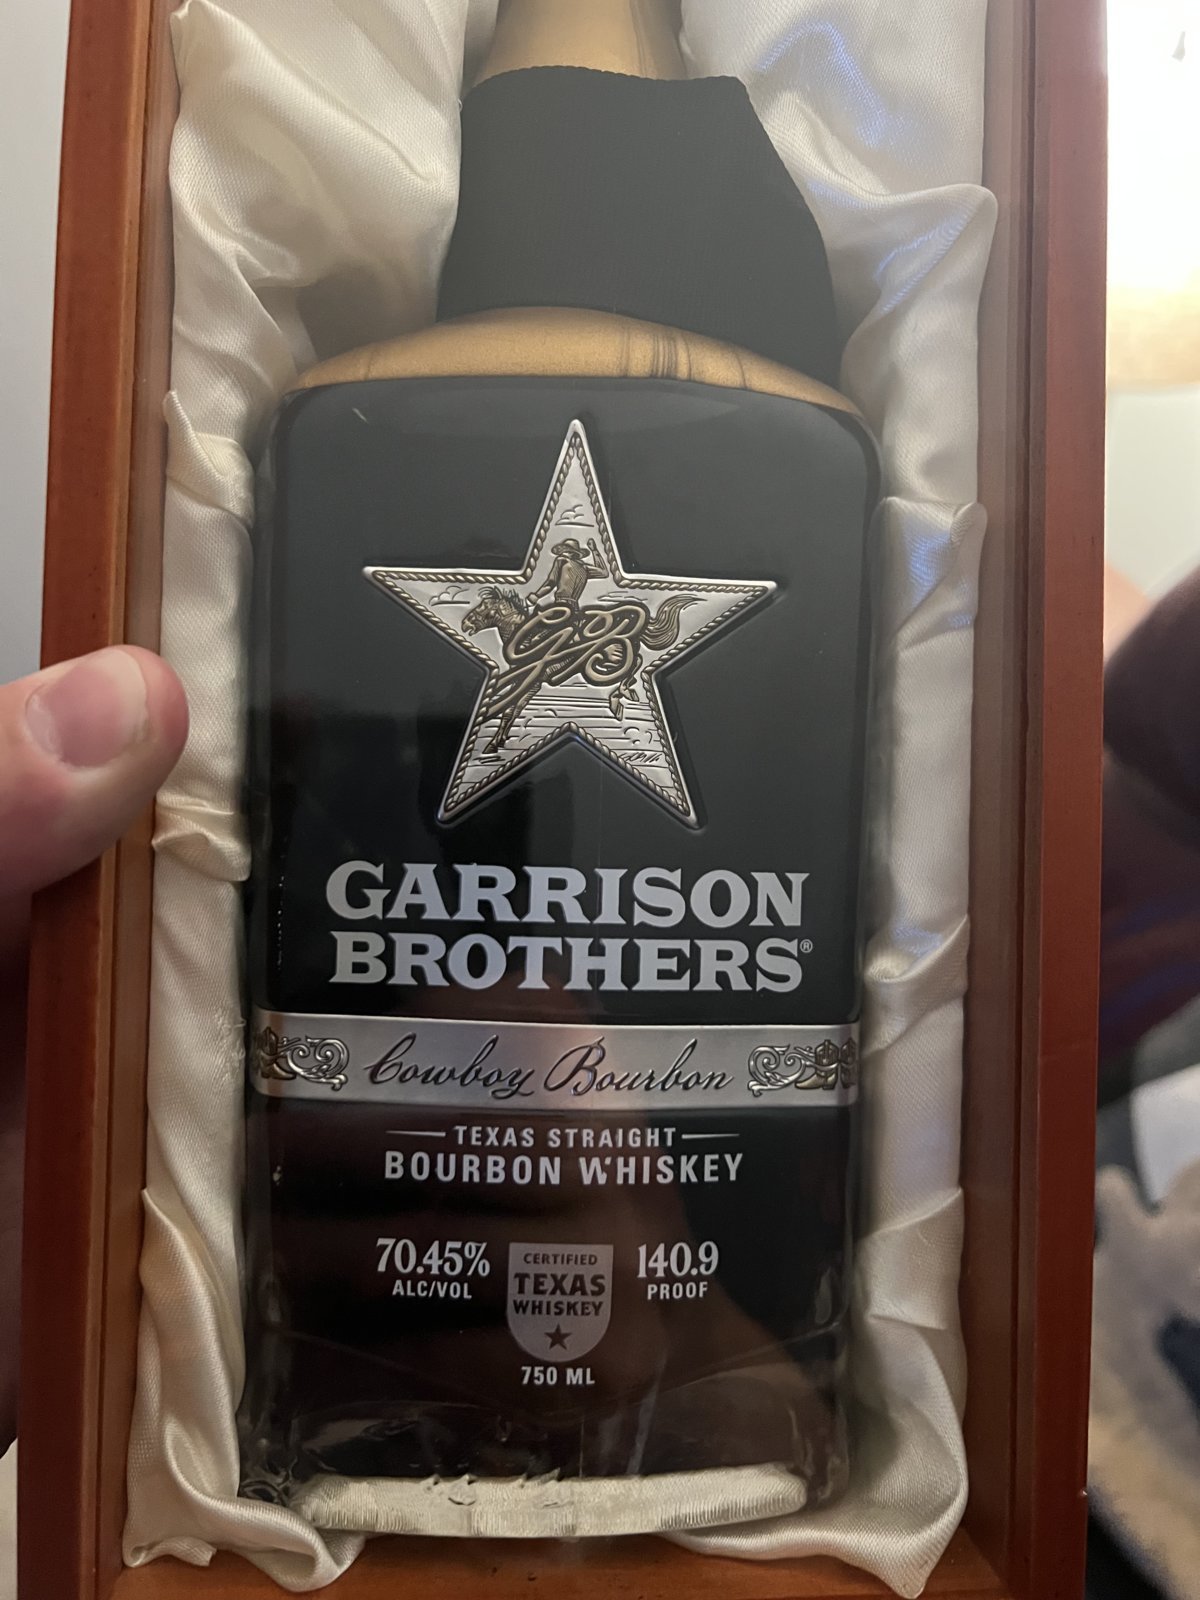 GB
GARRISON
BROTHERS®
Cowboy Bourbon
TEXAS STRAIGHT
BOURBON WHISKEY
70.45%
ALC/VOL
CERTIFIED
TEXAS
WHISKEY
140.9
PROOF
750 ML